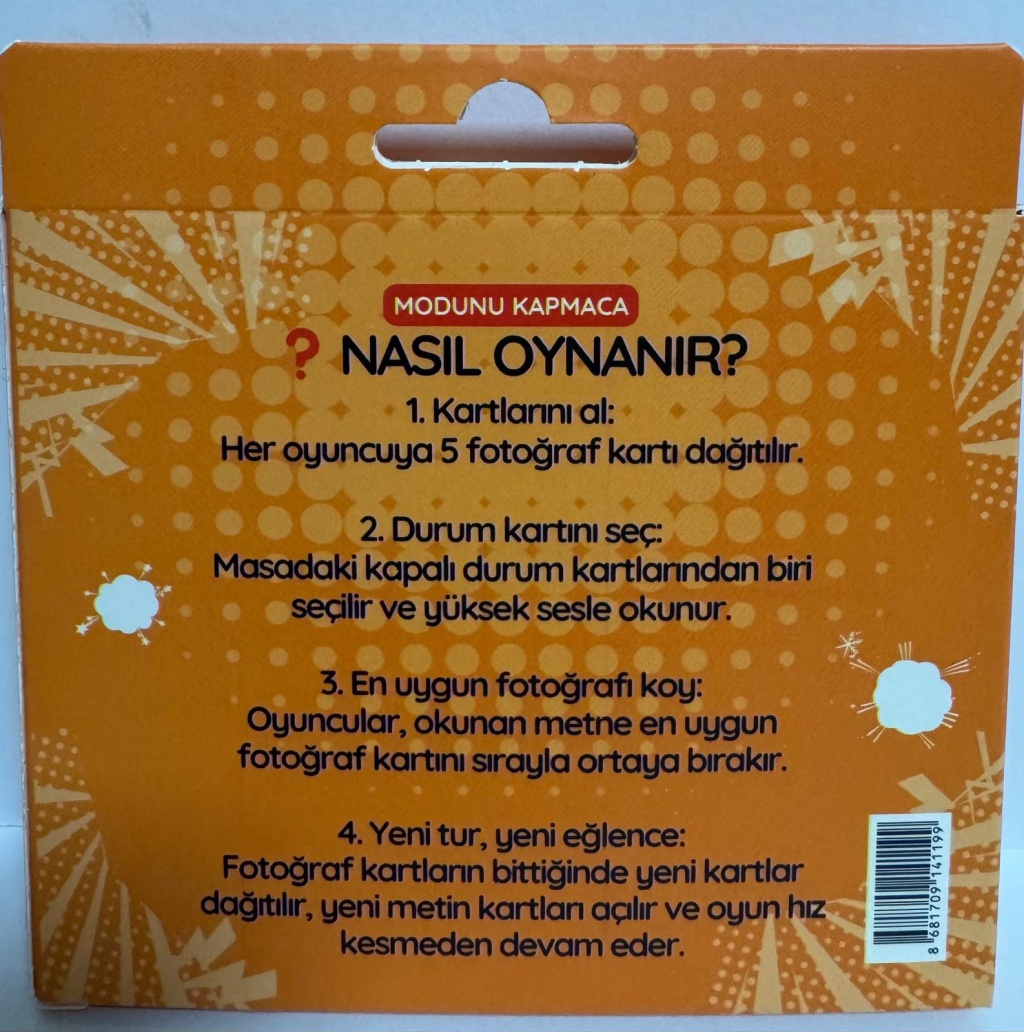 MODUNU KAPMACA
? NASIL OYNANIR?
1. Kartlarını al:
Her oyuncuya 5 fotoğraf kartı dağıtılır.
2. Durum kartını seç:
Masadaki kapalı durum kartlarından biri
seçilir ve yüksek sesle okunur.
3. En uygun fotoğrafı koy:
Oyuncular, okunan metne en uygun
fotoğraf kartını sırayla ortaya bırakır.
4. Yeni tur, yeni eğlence:
Fotoğraf kartların bittiğinde yeni kartlar
dağıtılır, yeni metin kartları açılır ve oyun hız
kesmeden devam eder.
8 681709 141199